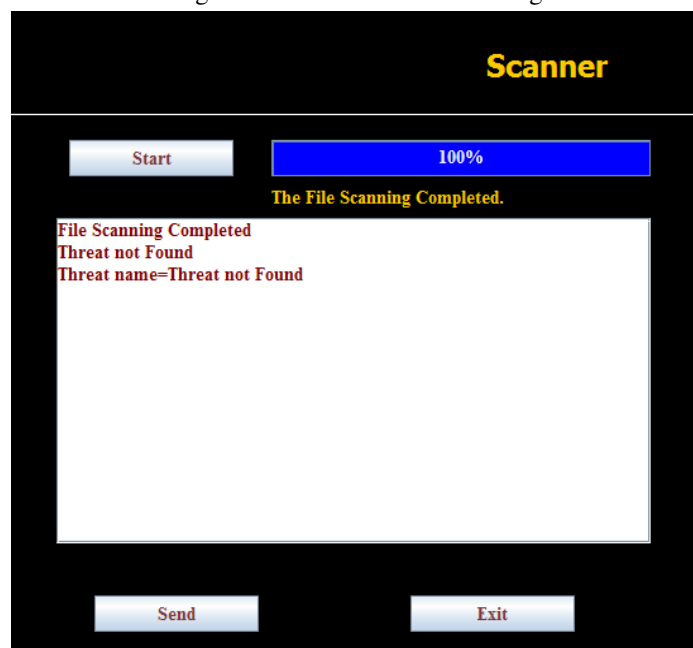 Scanner
Start
100%
The File Scanning Completed.
File Scanning Completed
Threat not Found
Threat name=Threat not Found
Send
Exit